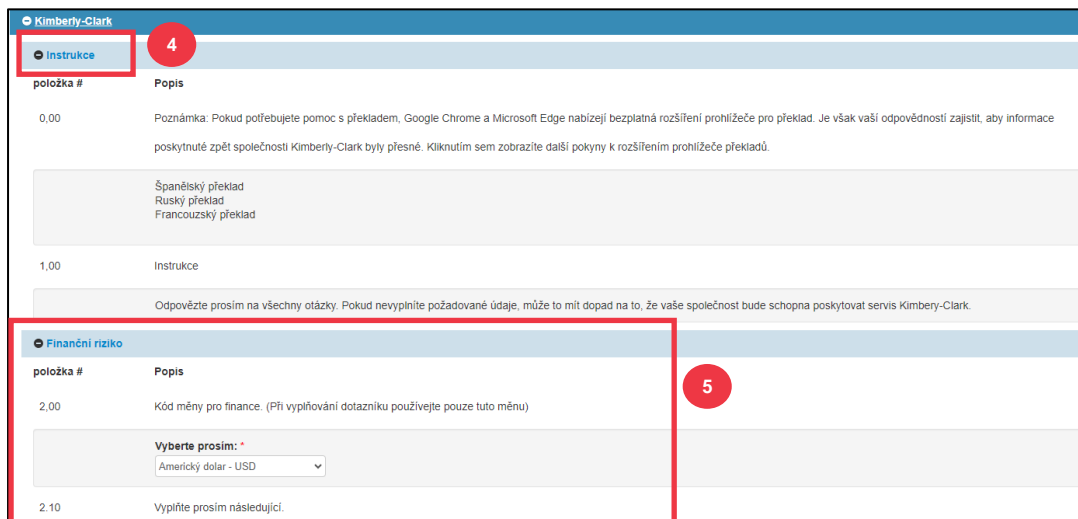 Kimberly-Clark
Instrukce
4
položka # Popis
0,00 Poznámka: Pokud potřebujete pomoc s překladem, Google Chrome a Microsoft Edge nabízejí bezplatná rozšíření prohlížeče pro překlad. Je však vaší odpovědností zajistit, aby informace
poskytnuté zpět společnosti Kimberly-Clark byly přesné. Kliknutím sem zobrazíte další pokyny k rozšířením prohlížeče překladů.
Španělský překlad
Ruský překlad
Francouzský překlad
1,00 Instrukce
Odpovězte prosím na všechny otázky. Pokud nevyplníte požadované údaje, může to mít dopad na to, že vaše společnost bude schopna poskytovat servis Kimbery-Clark.
Finanční riziko
položka # Popis
5
2,00 Kód měny pro finance. (Při vyplňování dotazníku používejte pouze tuto měnu)
Vyberte prosím: *
Americký dolar - USD
2.10 Vyplňte prosím následující.